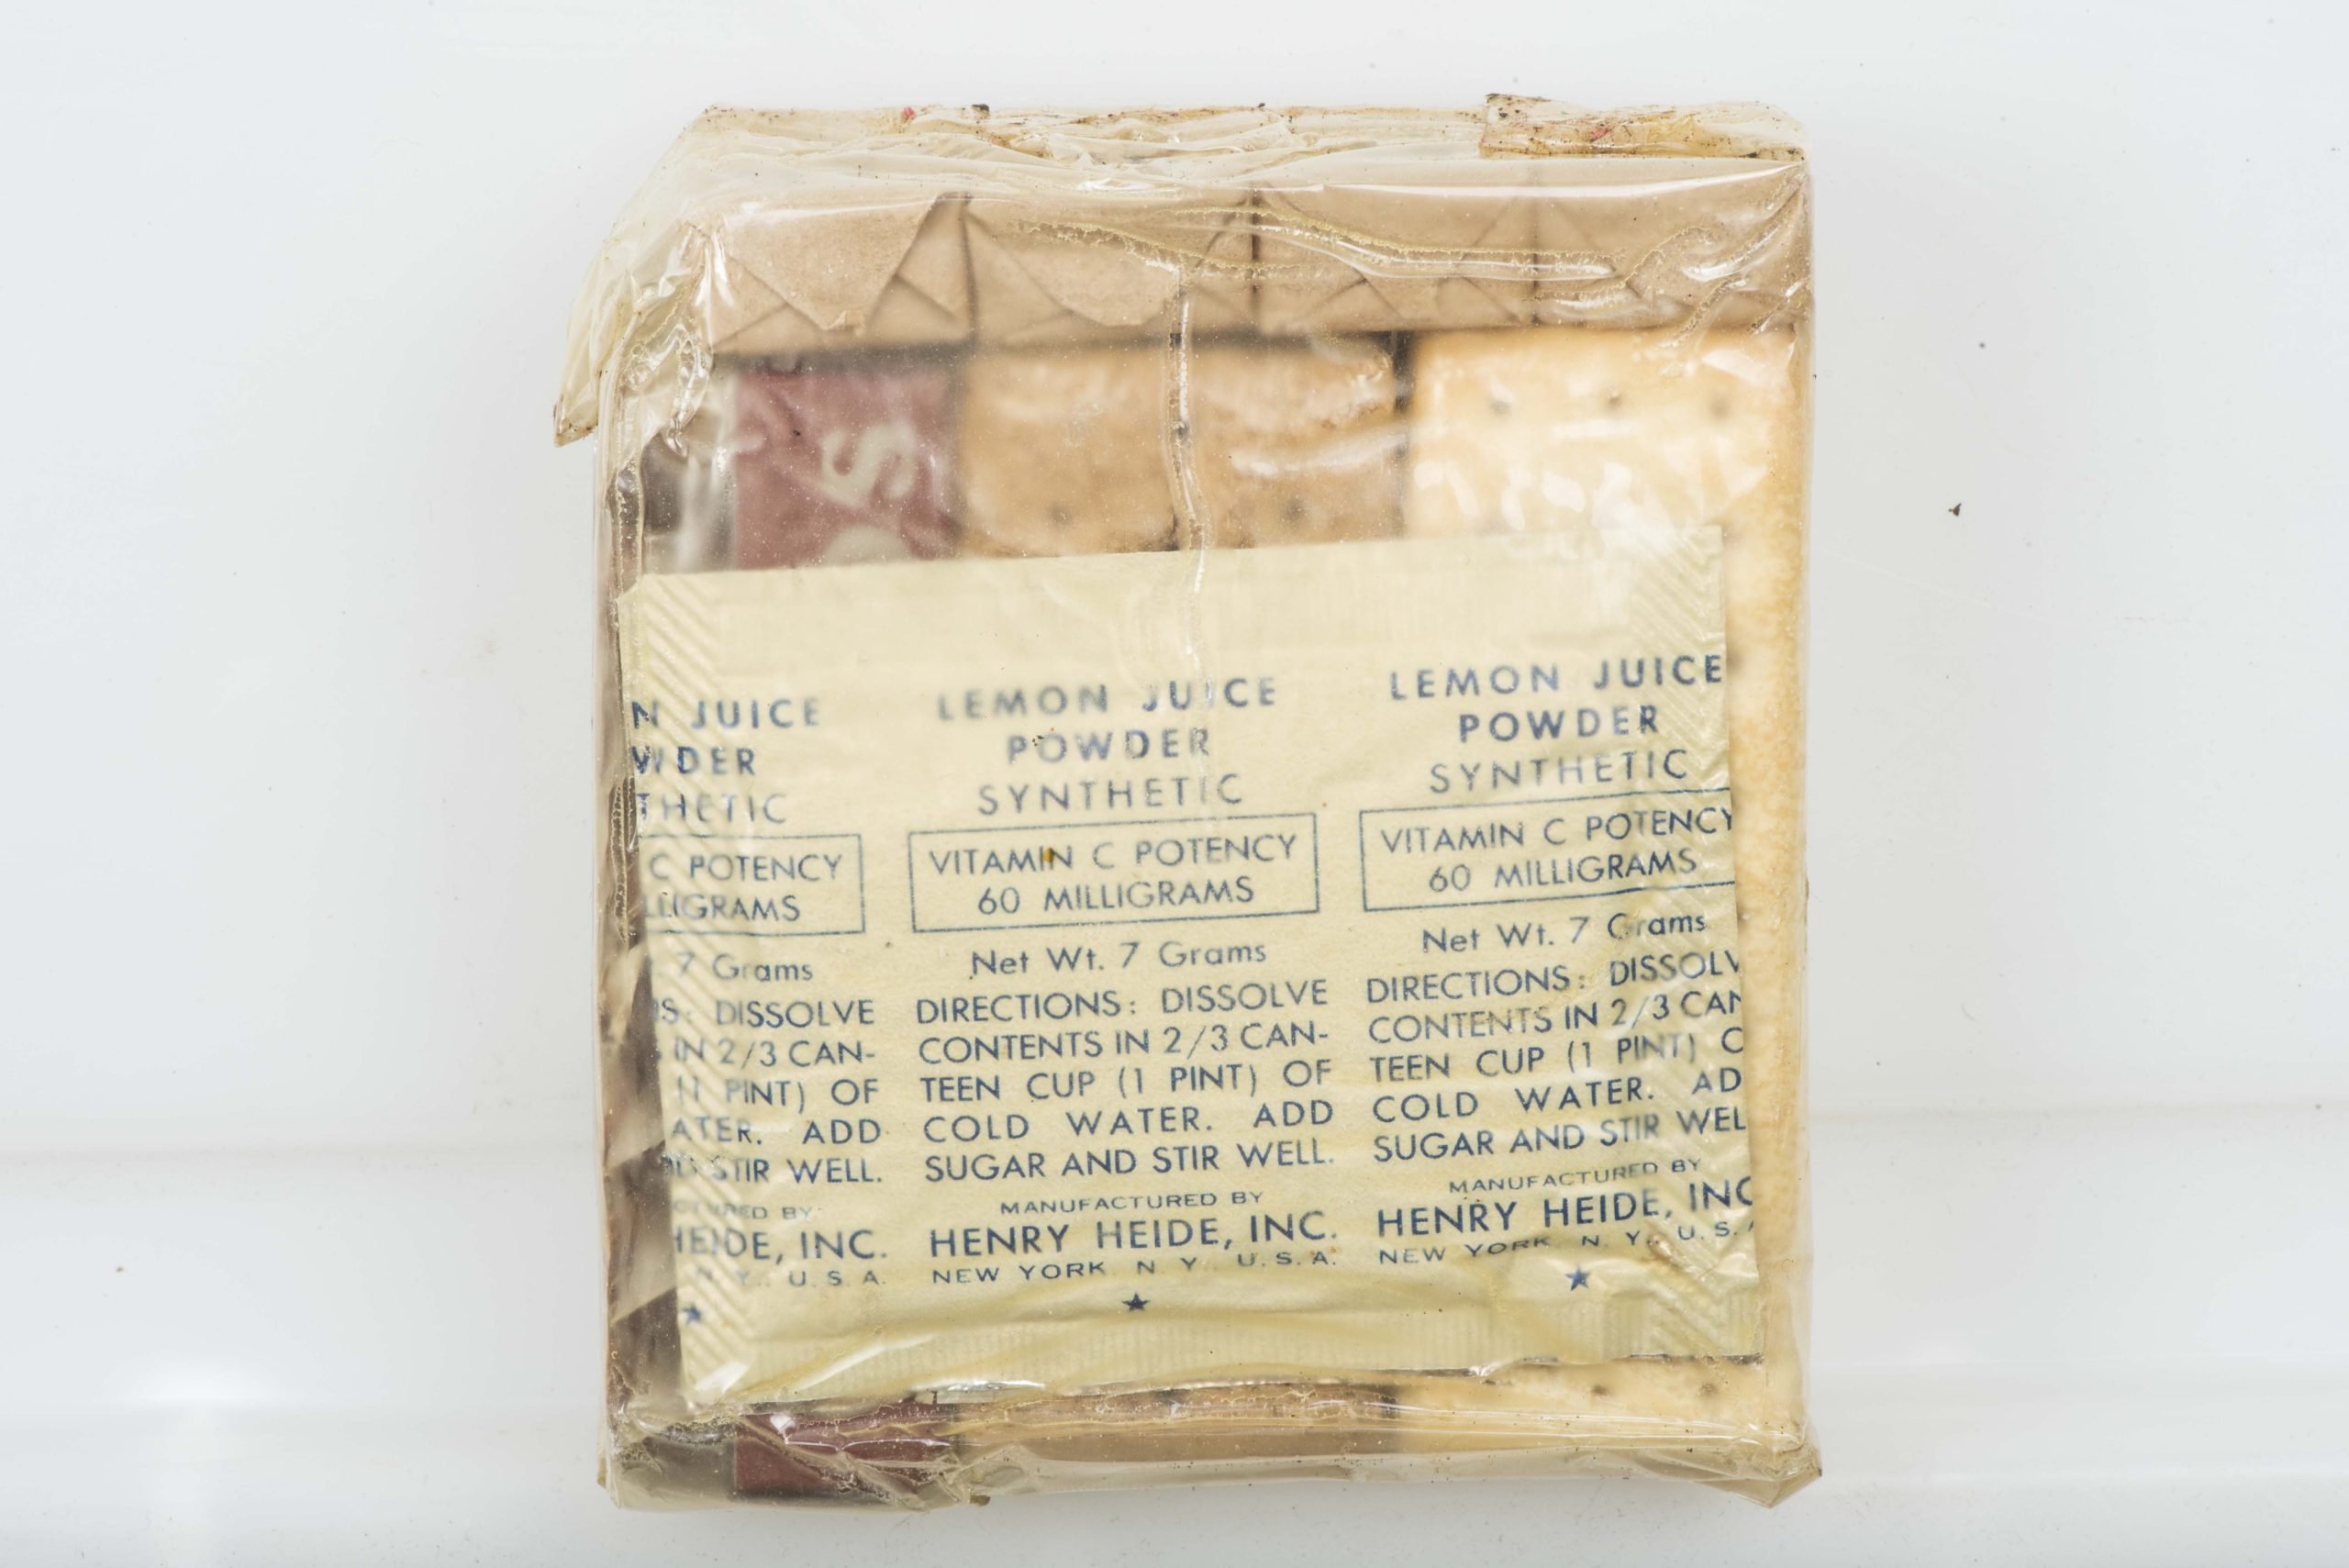 S
N JUICE
WDER
THETIC
C POTENCY
LLIGRAMS
7 Grams
S: DISSOLVE
IN 2/3 CAN-
(1 PINT) OF
ATER. ADD
STIR WELL.
RED BY
HEIDE, INC.
Y. U. S. A.
LEMON JUICE
POWDER
SYNTHETIC
VITAMIN C POTENCY
60 MILLIGRAMS
Net Wt. 7 Grams
DIRECTIONS: DISSOLVE
CONTENTS IN 2/3 CAN-
TEEN CUP (1 PINT) OF
COLD WATER. ADD
SUGAR AND STIR WELL.
MANUFACTURED BY
HENRY HEIDE, INC.
NEW YORK N. Y. U. S. A.
LEMON JUICE
POWDER
SYNTHETIC
VITAMIN C POTENCY
60 MILLIGRAMS
Net Wt. 7 Grams
DIRECTIONS: DISSOLV
CONTENTS IN 2/3 CAN
TEEN CUP (1 PINT) O
COLD WATER. AD
SUGAR AND STIR WEL
MANUFACTURED BY
HENRY HEIDE, INC
NEW YORK N. Y. U. S. A